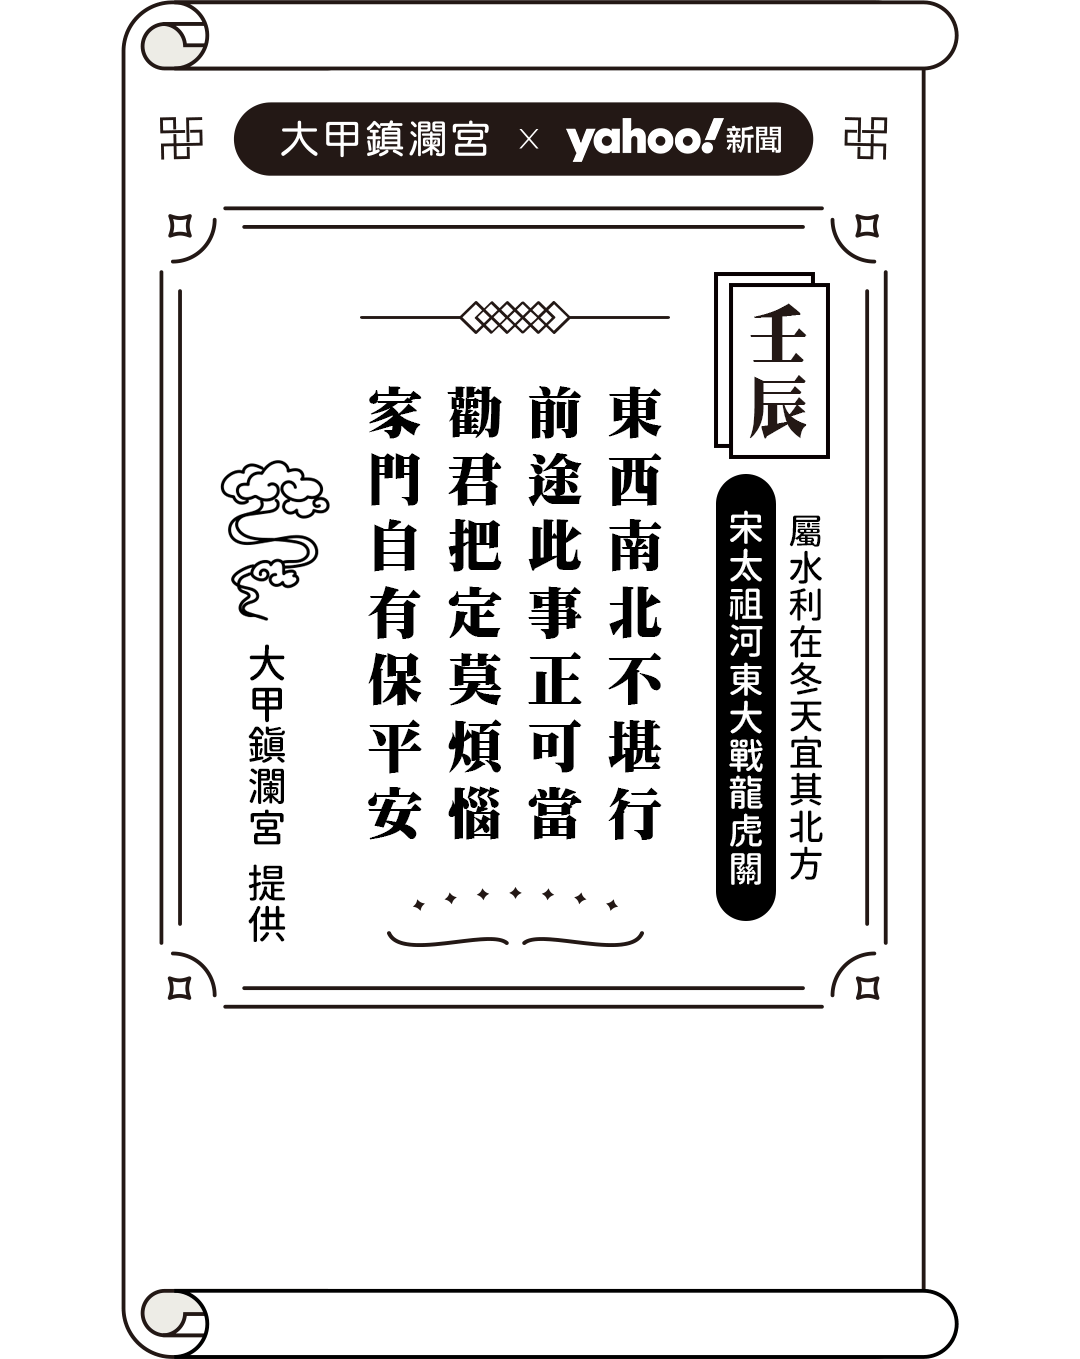 大甲鎮瀾宮 × yahoo!新聞
壬辰
屬水利在冬天宜其北方
宋太祖河東大戰龍虎關
東西南北不堪行
前途此事正可當
勸君把定莫煩惱
家門自有保平安
大甲鎮瀾宮 提供